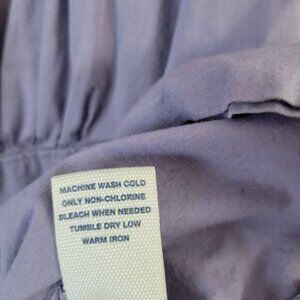 MACHINE WASH COLD
ONLY NON-CHLORINE
BLEACH WHEN NEEDED
TUMBLE DRY LOW
WARM IRON